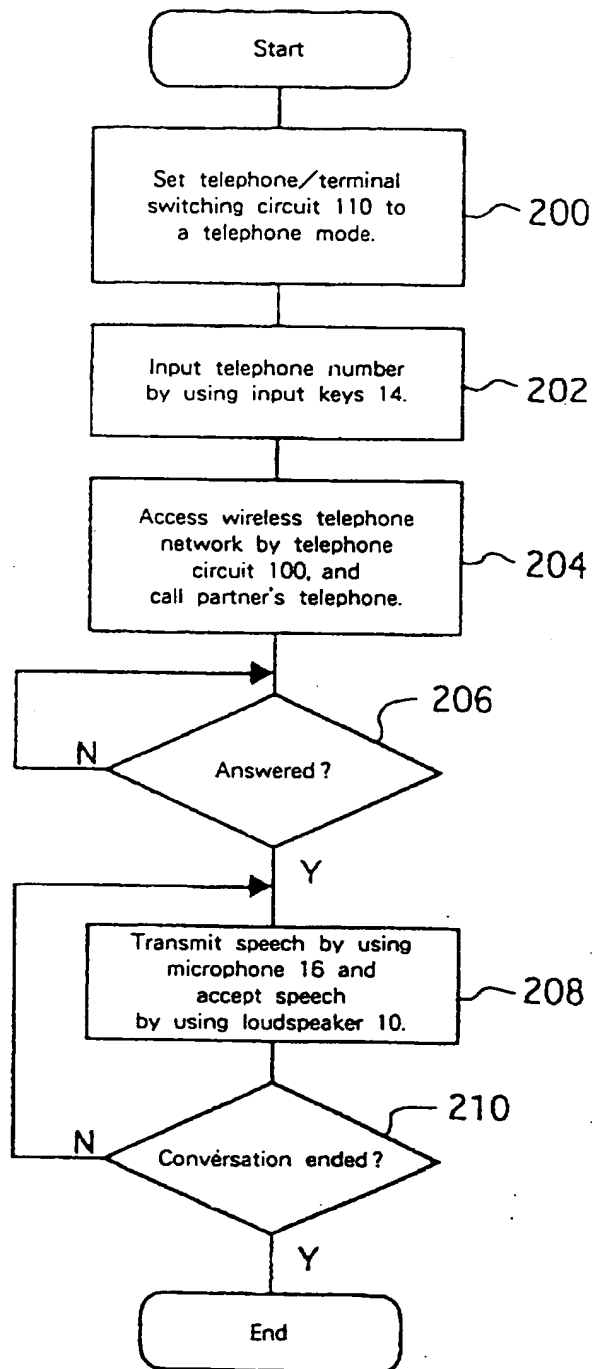 Start
Set telephone/terminal
switching circuit 110 to
a telephone mode.
200
Input telephone number
by using input keys 14.
202
Access wireless telephone
network by telephone
circuit 100, and
call partner's telephone.
204
206
N
Answered?
Y
Transmit speech by using
microphone 16 and
accept speech
by using loudspeaker 10.
208
210
N
Conversation ended?
Y
End